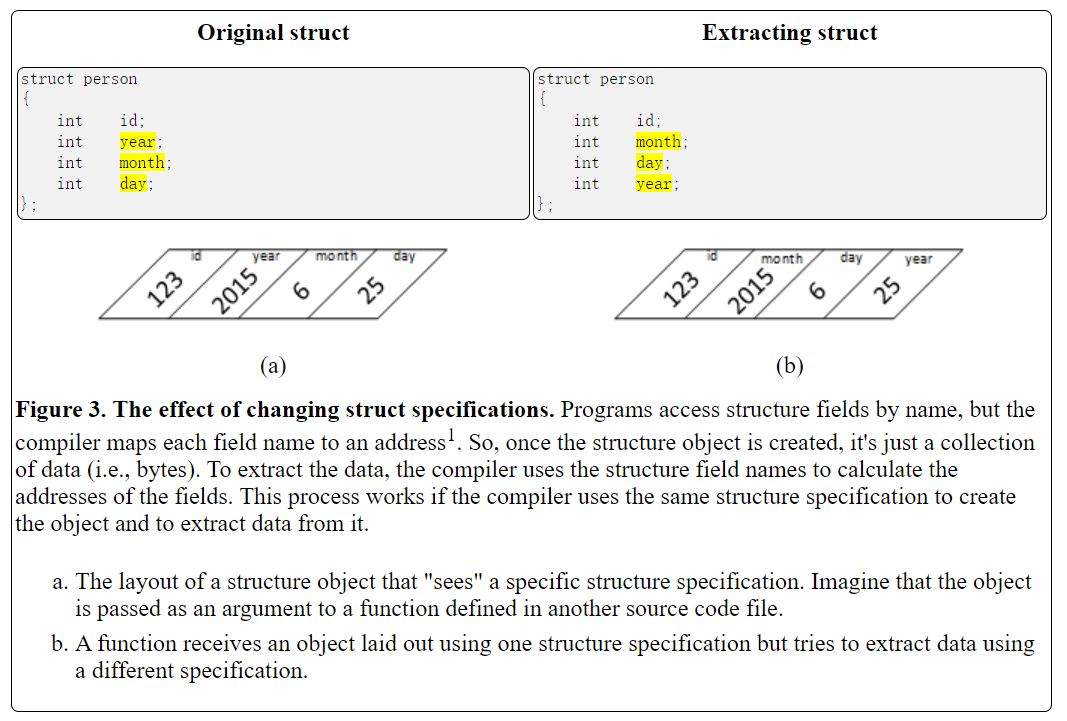 Original struct
Extracting struct
struct person
{
int id;
int year;
int month;
int day;
};
struct person
{
int id;
int month;
int day;
int year;
};
id year month day
123 2015 6 25
id month day year
123 2015 6 25
(a)
(b)
Figure 3. The effect of changing struct specifications. Programs access structure fields by name, but the
compiler maps each field name to an address1. So, once the structure object is created, it's just a collection
of data (i.e., bytes). To extract the data, the compiler uses the structure field names to calculate the
addresses of the fields. This process works if the compiler uses the same structure specification to create
the object and to extract data from it.
a. The layout of a structure object that "sees" a specific structure specification. Imagine that the object
is passed as an argument to a function defined in another source code file.
b. A function receives an object laid out using one structure specification but tries to extract data using
a different specification.